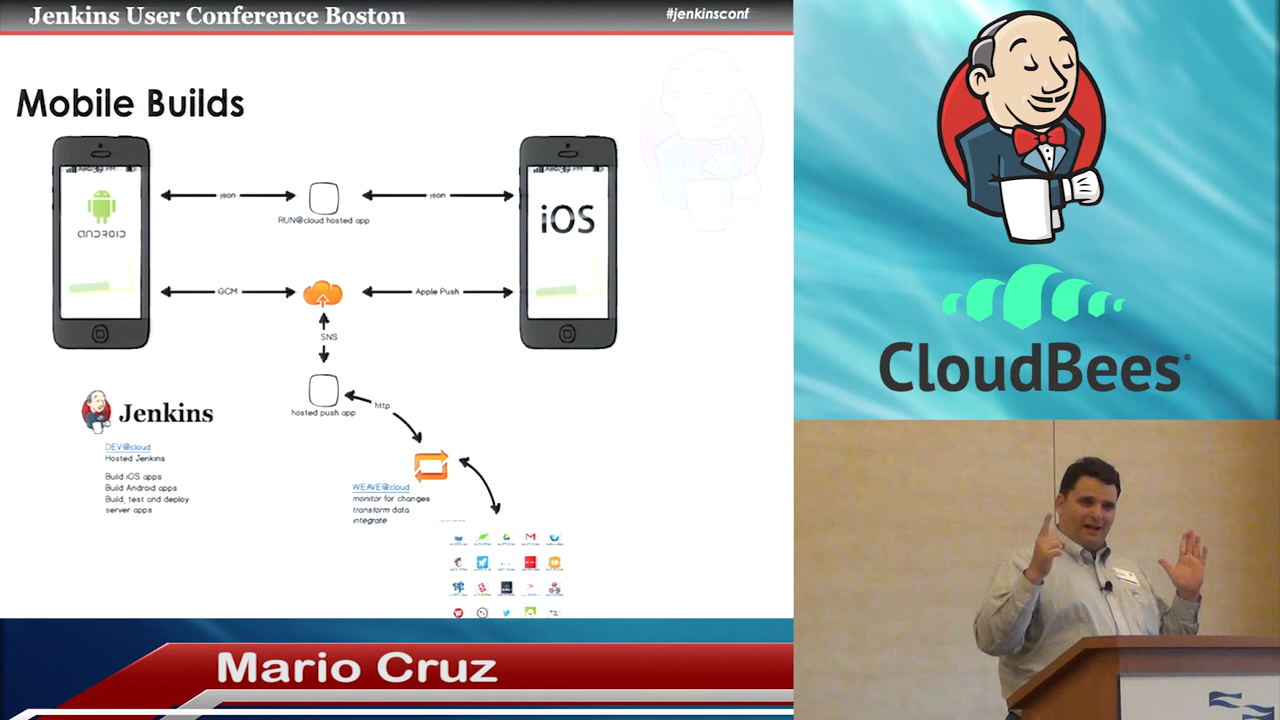 Jenkins User Conference Boston
#jenkinsconf
Mobile Builds
ANDROID
json
RUN@cloud hosted app
json
iOS
GCM
Apple Push
SNS
hosted push app
http
Jenkins
DEV@cloud
Hosted Jenkins
Build iOS apps
Build Android apps
Build, test and deploy
server apps
WEAVE@cloud
monitor for changes
transform data
integrate
CloudBees®
Mario Cruz